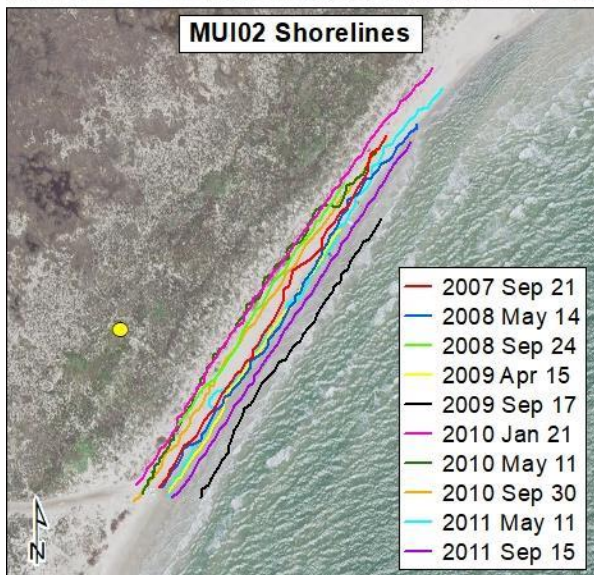 MUI02 Shorelines
2007 Sep 21
2008 May 14
2008 Sep 24
2009 Apr 15
2009 Sep 17
2010 Jan 21
2010 May 11
2010 Sep 30
2011 May 11
2011 Sep 15
N